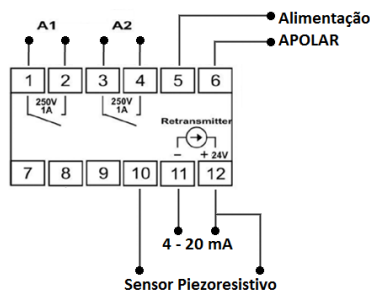 A1 A2
Alimentação
APOLAR
1 2 3 4 5 6
250V 250V
1A 1A
Retransmitter
− + 24V
7 8 9 10 11 12
4 - 20 mA
Sensor Piezoresistivo